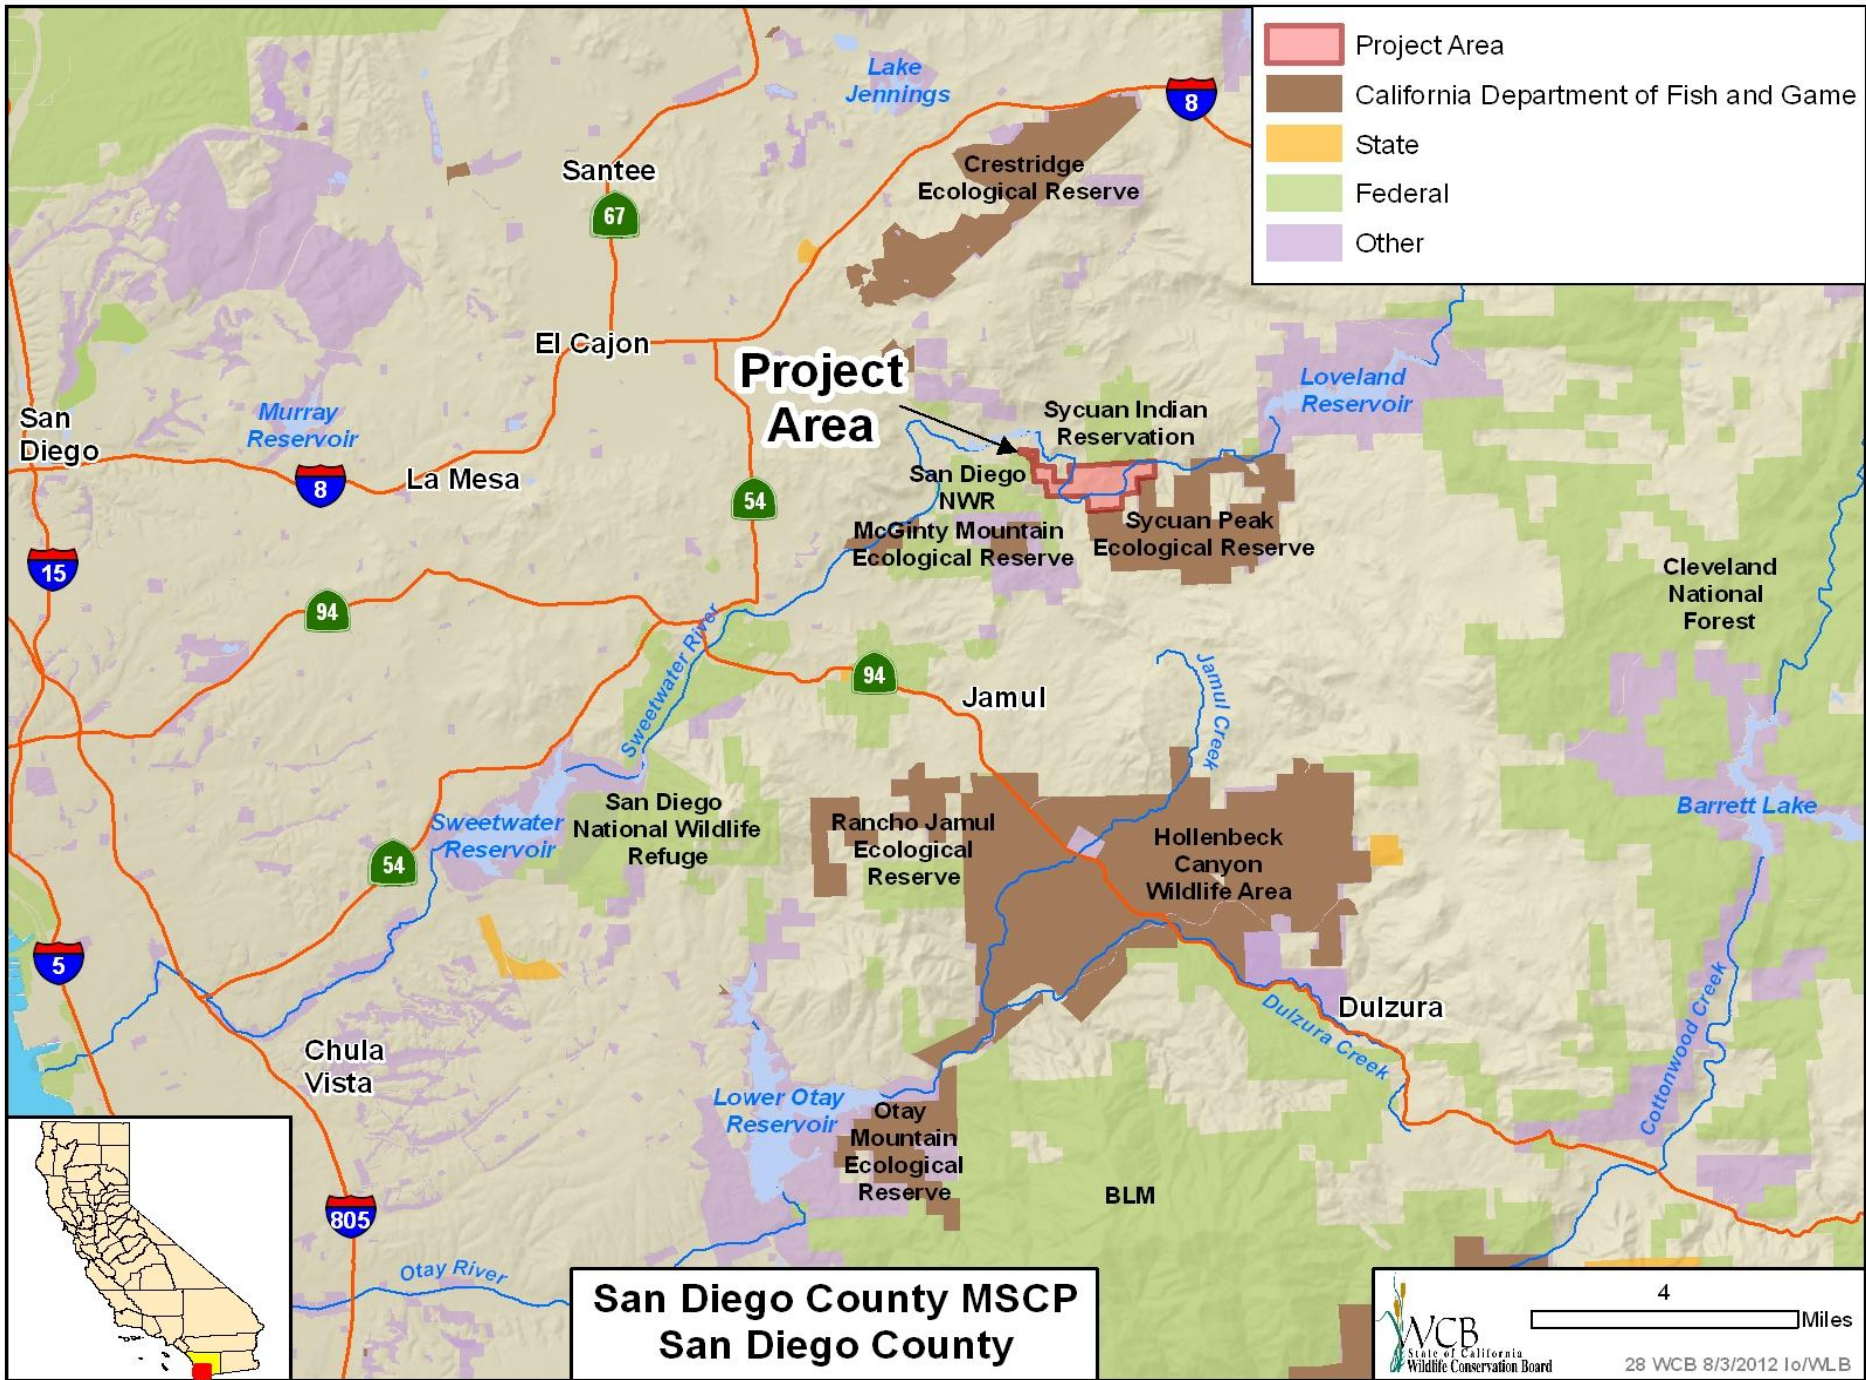 Project Area
California Department of Fish and Game
State
Federal
Other
8
Lake
Jennings
Santee
67
Crestridge
Ecological Reserve
El Cajon
Project
Area
Loveland
Reservoir
San
Diego
Murray
Reservoir
Sycuan Indian
Reservation
8
La Mesa
54
San Diego
NWR
McGinty Mountain
Ecological Reserve
Sycuan Peak
Ecological Reserve
15
94
Cleveland
National
Forest
Sweetwater River
94
Jamul
Jamul Creek
San Diego
National Wildlife
Refuge
Sweetwater
Reservoir
Rancho Jamul
Ecological
Reserve
Hollenbeck
Canyon
Wildlife Area
Barrett Lake
54
5
Dulzura
Dulzura Creek
Cottonwood Creek
Chula
Vista
Lower Otay
Reservoir
Otay
Mountain
Ecological
Reserve
BLM
805
Otay River
San Diego County MSCP
San Diego County
4
Miles
WCB
State of California
Wildlife Conservation Board
28 WCB 8/3/2012 lo/WLB